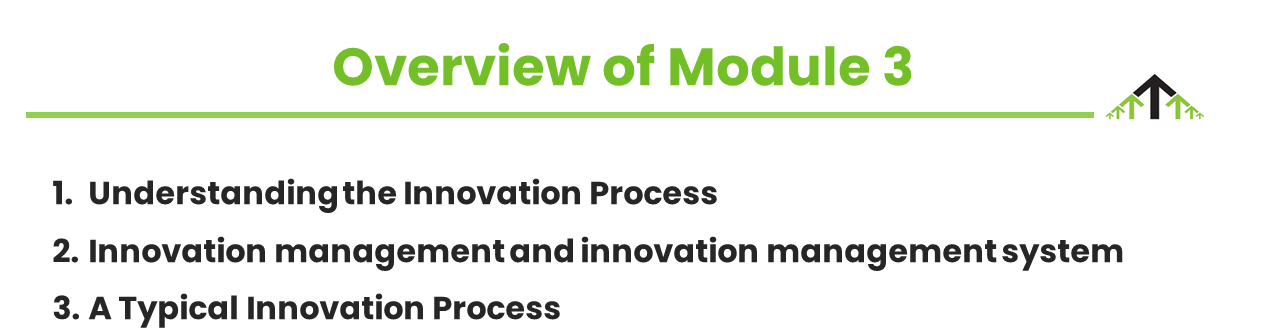 Overview of Module 3
1. Understanding the Innovation Process
2. Innovation management and innovation management system
3. A Typical Innovation Process